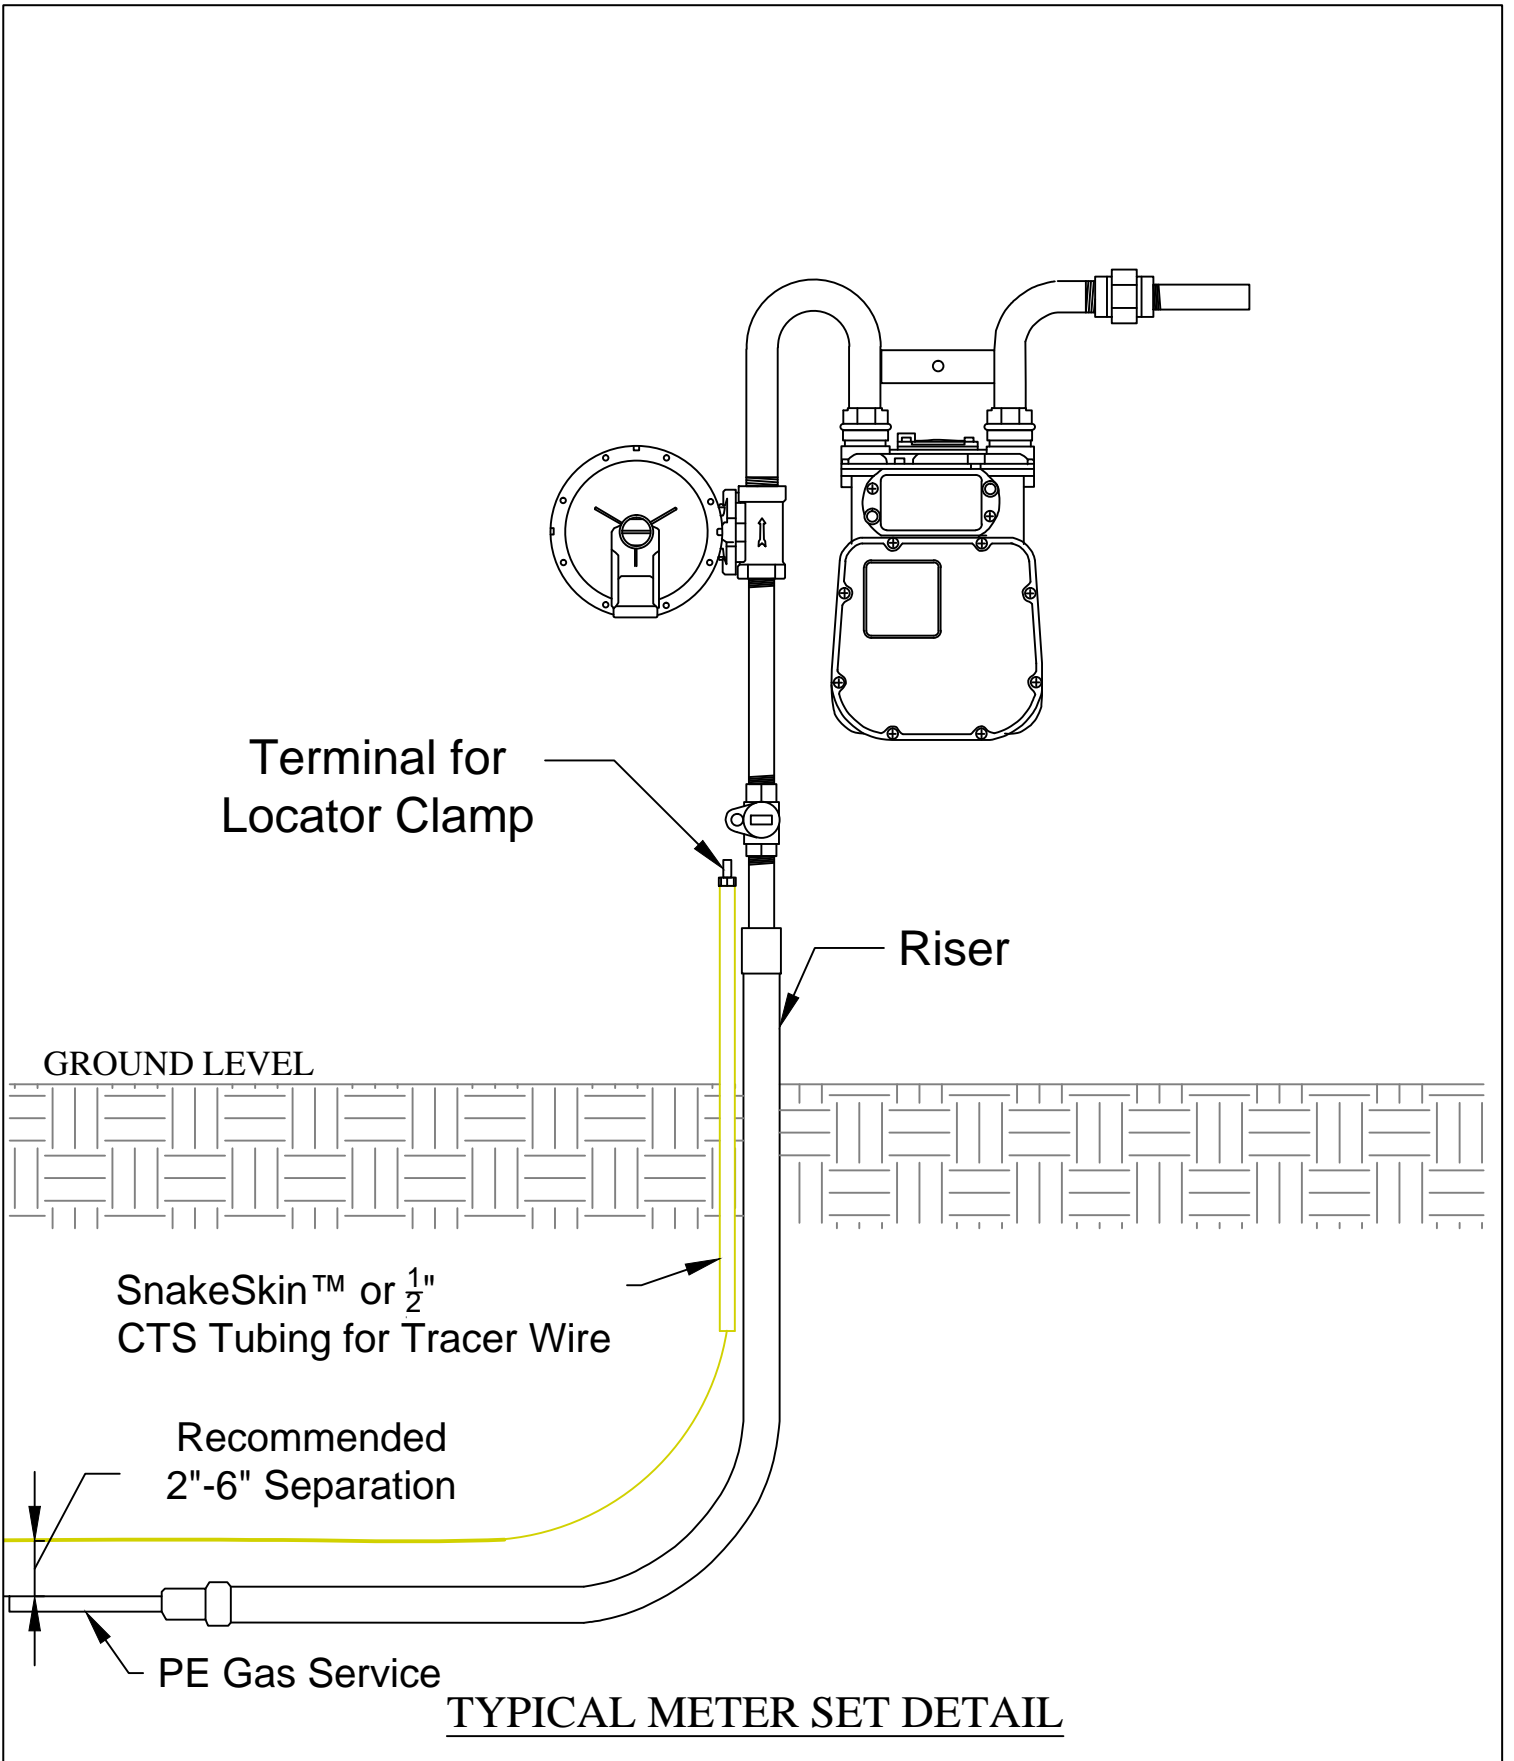 Terminal for
Locator Clamp
Riser
GROUND LEVEL
SnakeSkin™ or 1/2"
CTS Tubing for Tracer Wire
Recommended
2"-6" Separation
PE Gas Service
TYPICAL METER SET DETAIL